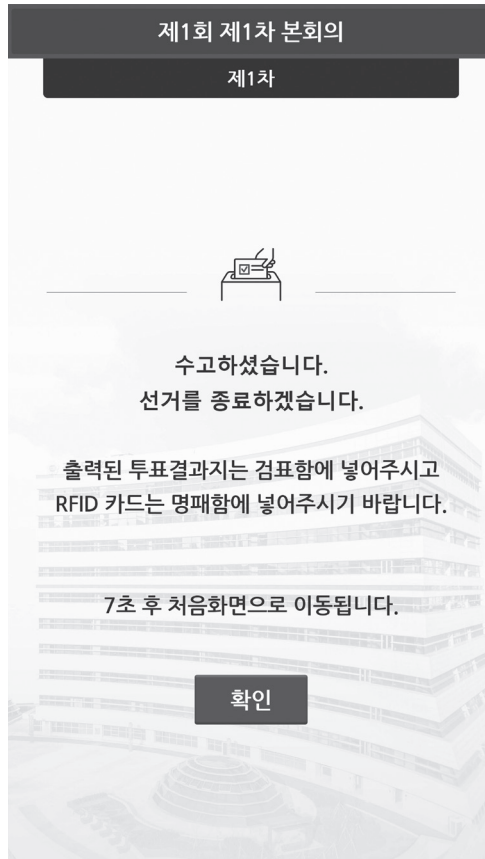 제1회 제1차 본회의
제1차
수고하셨습니다.
선거를 종료하겠습니다.
출력된 투표결과지는 검표함에 넣어주시고
RFID 카드는 명패함에 넣어주시기 바랍니다.
7초 후 처음화면으로 이동됩니다.
확인